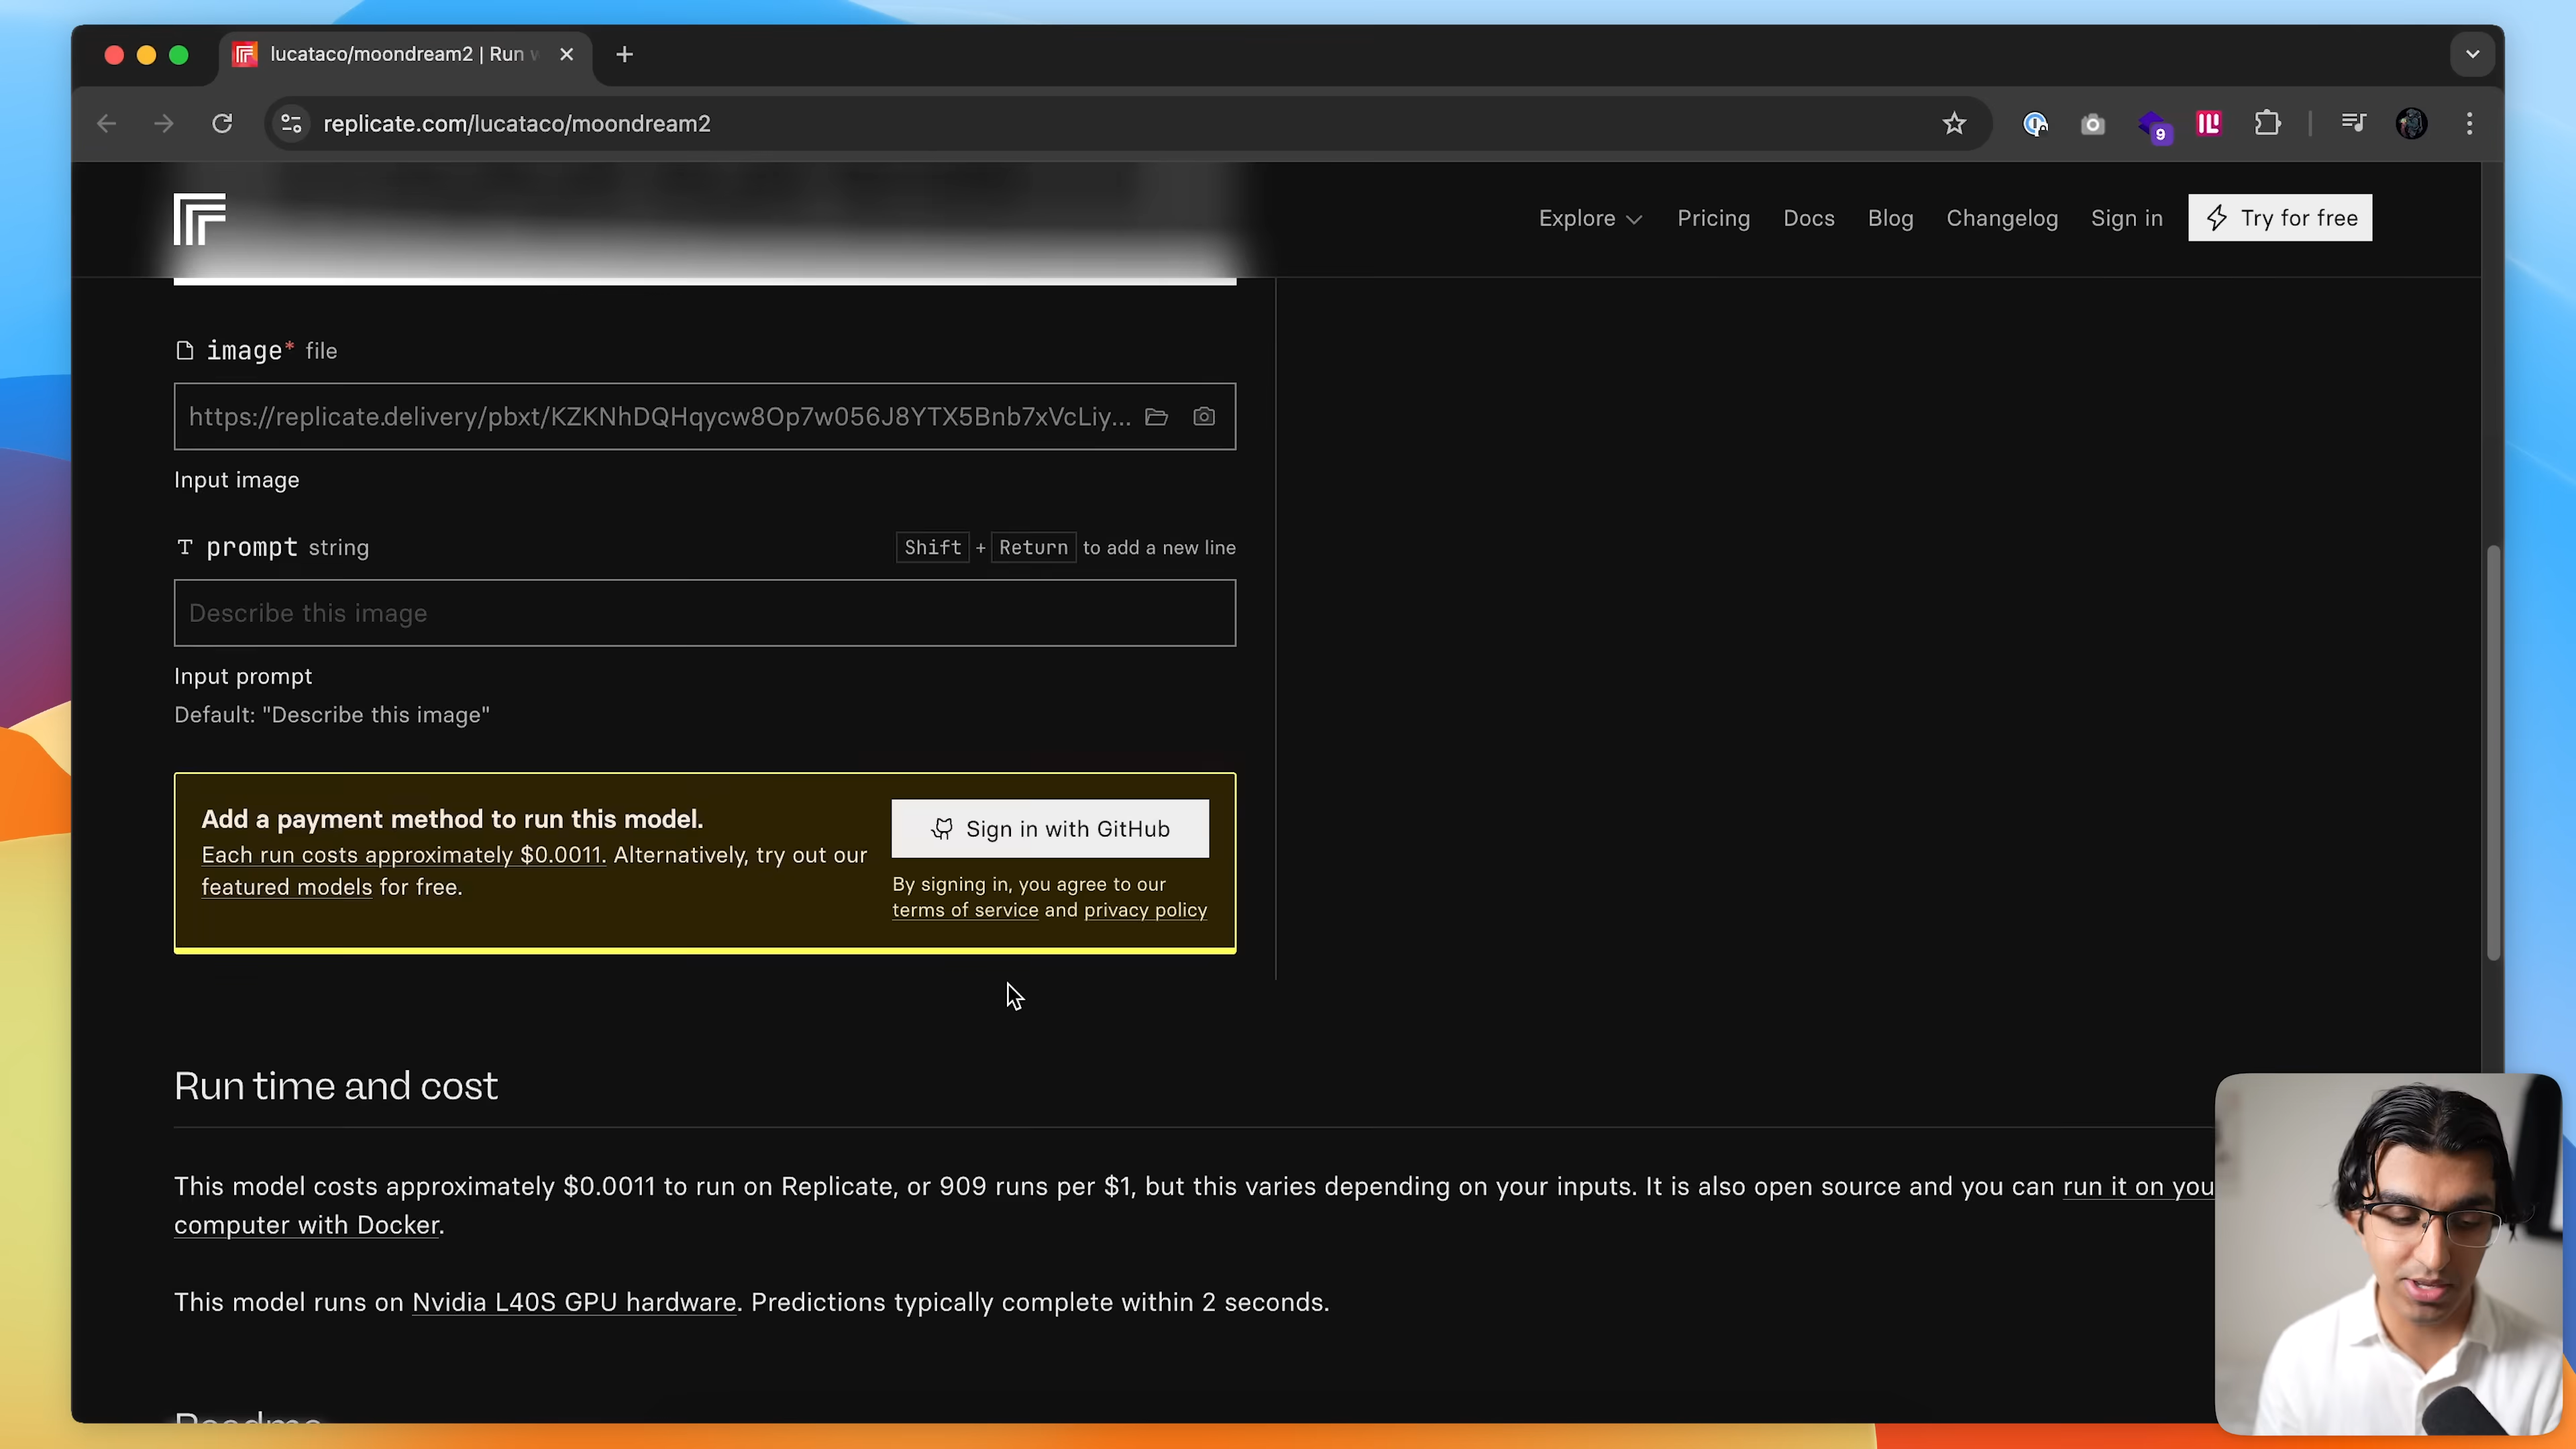 lucataco/moondream2 | Run w
replicate.com/lucataco/moondream2
9
Explore Pricing Docs Blog Changelog Sign in Try for free
image* file
https://replicate.delivery/pbxt/KZKNhDQHqycw8Op7w056J8YTX5Bnb7xVcLiy...
Input image
prompt string Shift + Return to add a new line
Describe this image
Input prompt
Default: "Describe this image"
Add a payment method to run this model.
Each run costs approximately $0.0011. Alternatively, try out our
featured models for free.
Sign in with GitHub
By signing in, you agree to our
terms of service and privacy policy
Run time and cost
This model costs approximately $0.0011 to run on Replicate, or 909 runs per $1, but this varies depending on your inputs. It is also open source and you can run it on you
computer with Docker.
This model runs on Nvidia L40S GPU hardware. Predictions typically complete within 2 seconds.
Readme